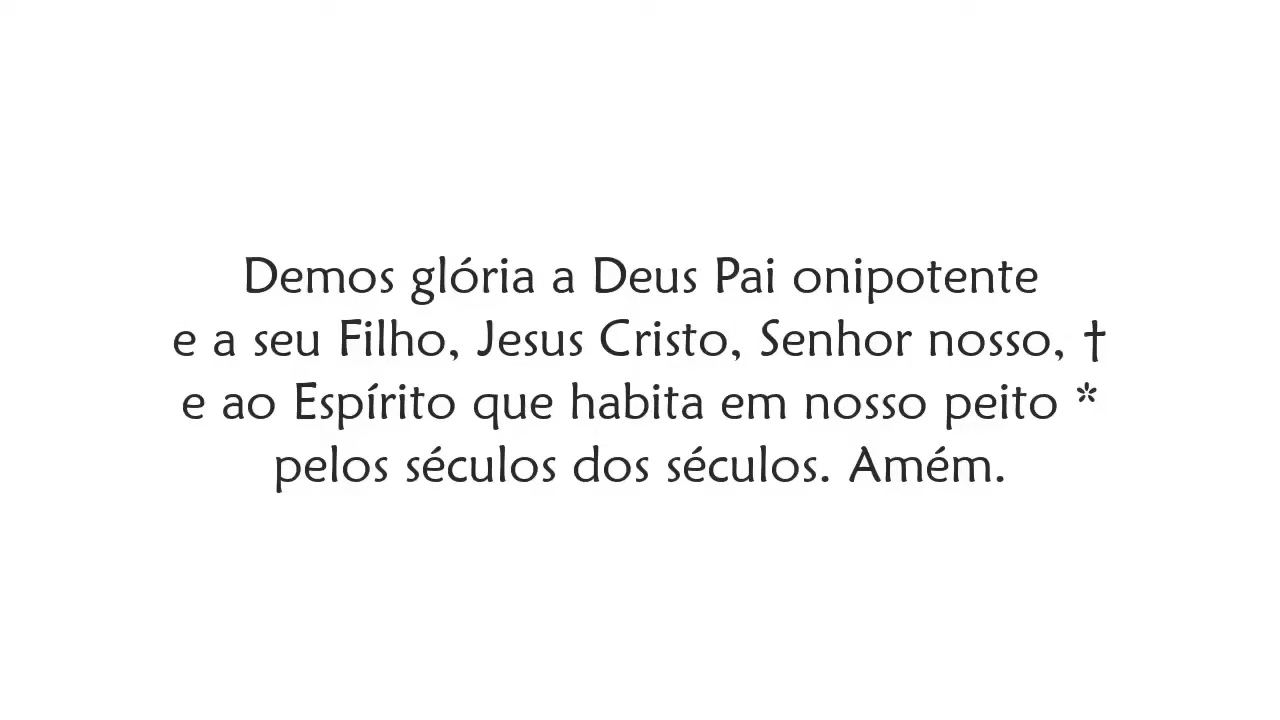 Demos glória a Deus Pai onipotente
e a seu Filho, Jesus Cristo, Senhor nosso, †
e ao Espírito que habita em nosso peito *
pelos séculos dos séculos. Amém.